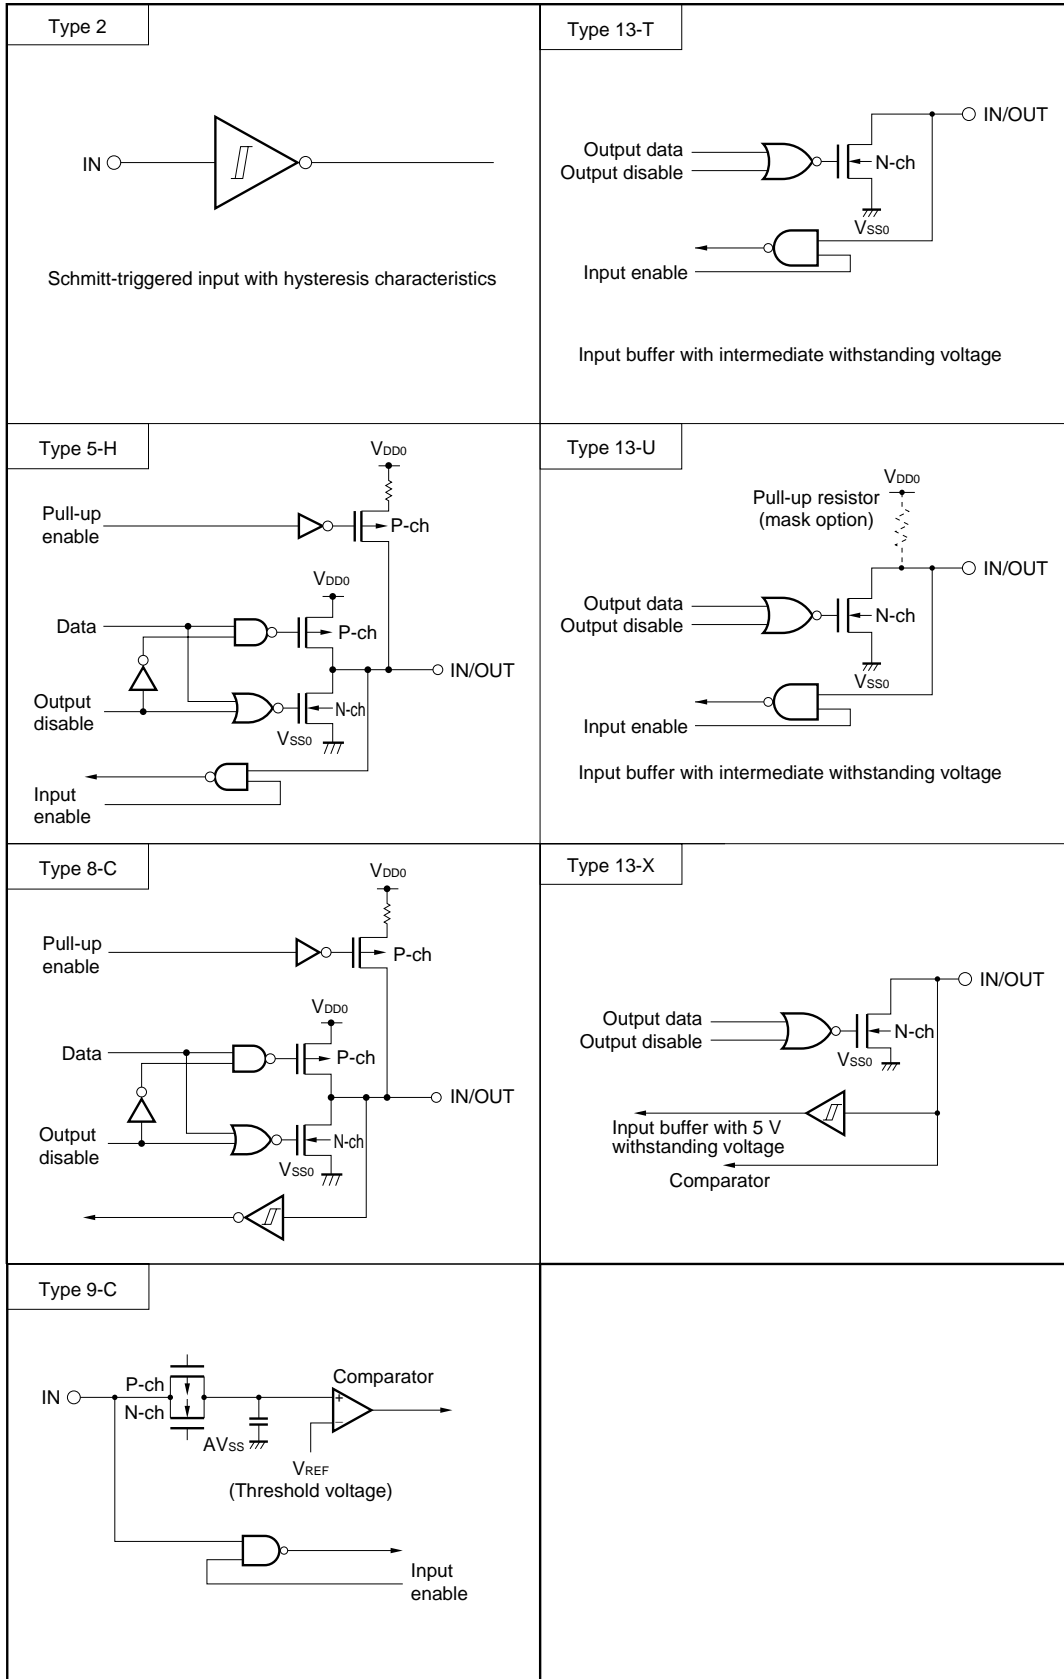 Type 2
IN
Schmitt-triggered input with hysteresis characteristics
Type 13-T
IN/OUT
Output data
Output disable
N-ch
VSS0
Input enable
Input buffer with intermediate withstanding voltage
Type 5-H
VDD0
Pull-up
enable
P-ch
VDD0
Data
P-ch
IN/OUT
Output
disable
N-ch
VSS0
Input
enable
Type 13-U
VDD0
Pull-up resistor
(mask option)
IN/OUT
Output data
Output disable
N-ch
VSS0
Input enable
Input buffer with intermediate withstanding voltage
Type 8-C
VDD0
Pull-up
enable
P-ch
VDD0
Data
P-ch
IN/OUT
Output
disable
N-ch
VSS0
Type 13-X
IN/OUT
Output data
Output disable
N-ch
VSS0
Input buffer with 5 V
withstanding voltage
Comparator
Type 9-C
Comparator
P-ch
IN
+
N-ch
−
AVSS
VREF
(Threshold voltage)
Input
enable